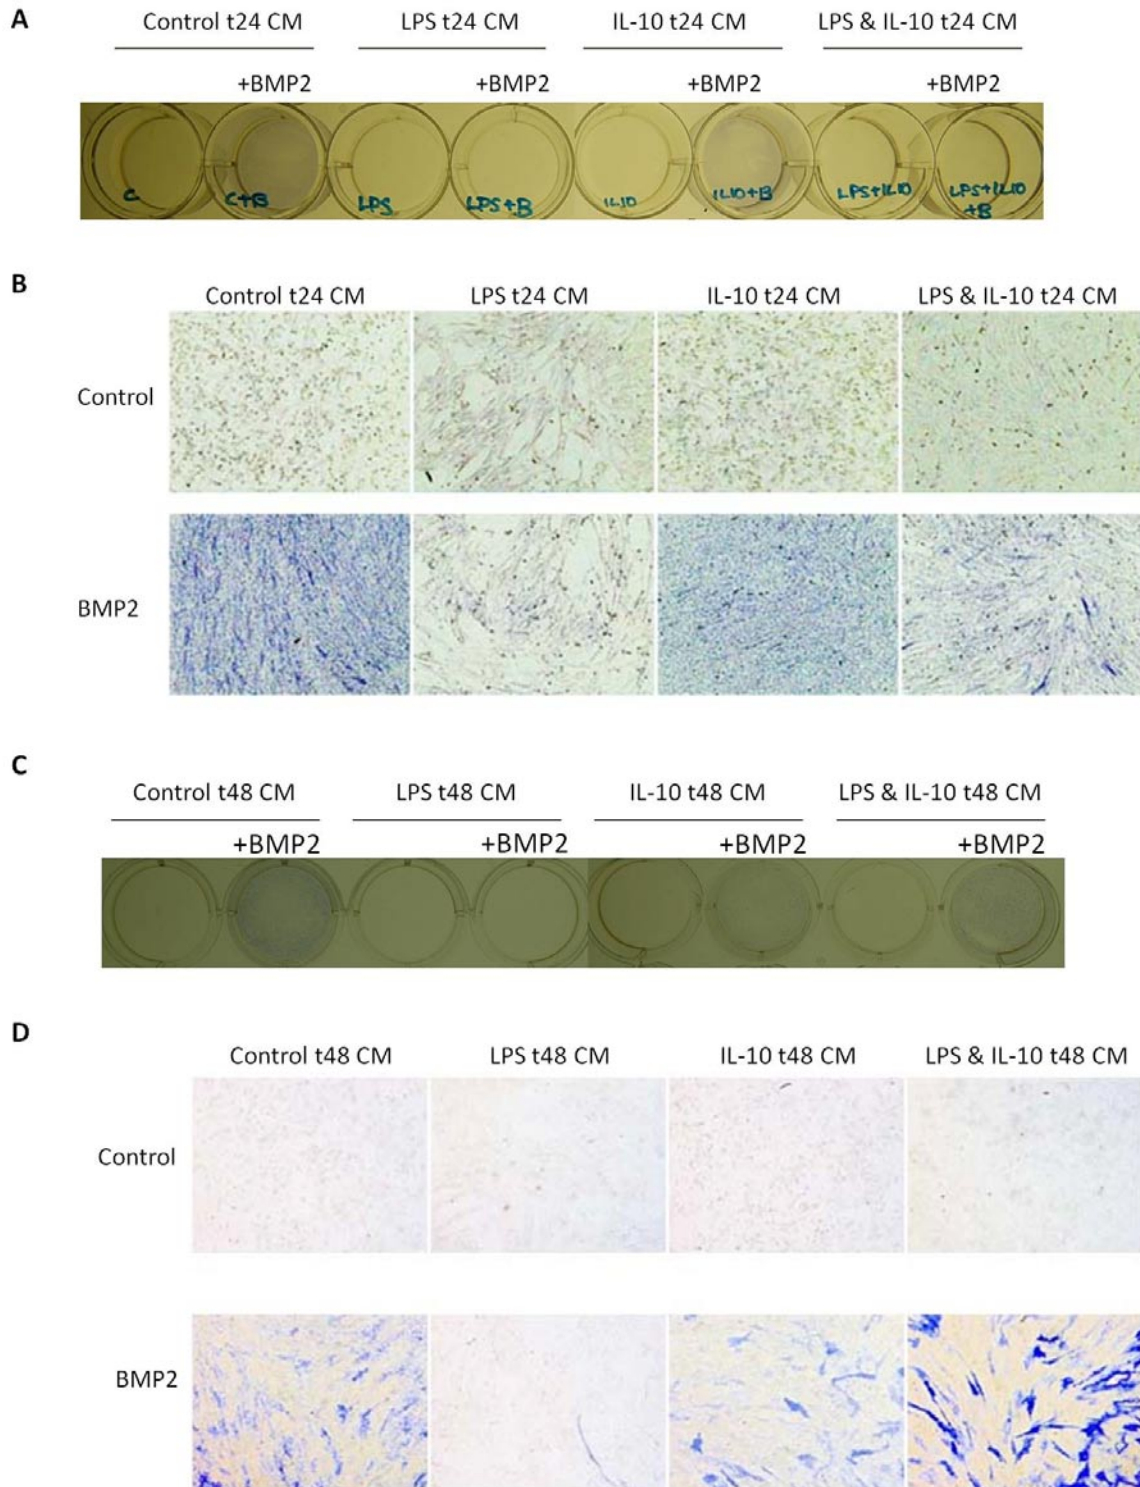 A
Control t24 CM LPS t24 CM IL-10 t24 CM LPS & IL-10 t24 CM
+BMP2 +BMP2 +BMP2 +BMP2
C C+B LPS LPS+B IL10 IL10+B LPS+IL10 LPS+IL10
+B
B
Control t24 CM LPS t24 CM IL-10 t24 CM LPS & IL-10 t24 CM
Control
BMP2
C
Control t48 CM LPS t48 CM IL-10 t48 CM LPS & IL-10 t48 CM
+BMP2 +BMP2 +BMP2 +BMP2
D
Control t48 CM LPS t48 CM IL-10 t48 CM LPS & IL-10 t48 CM
Control
BMP2